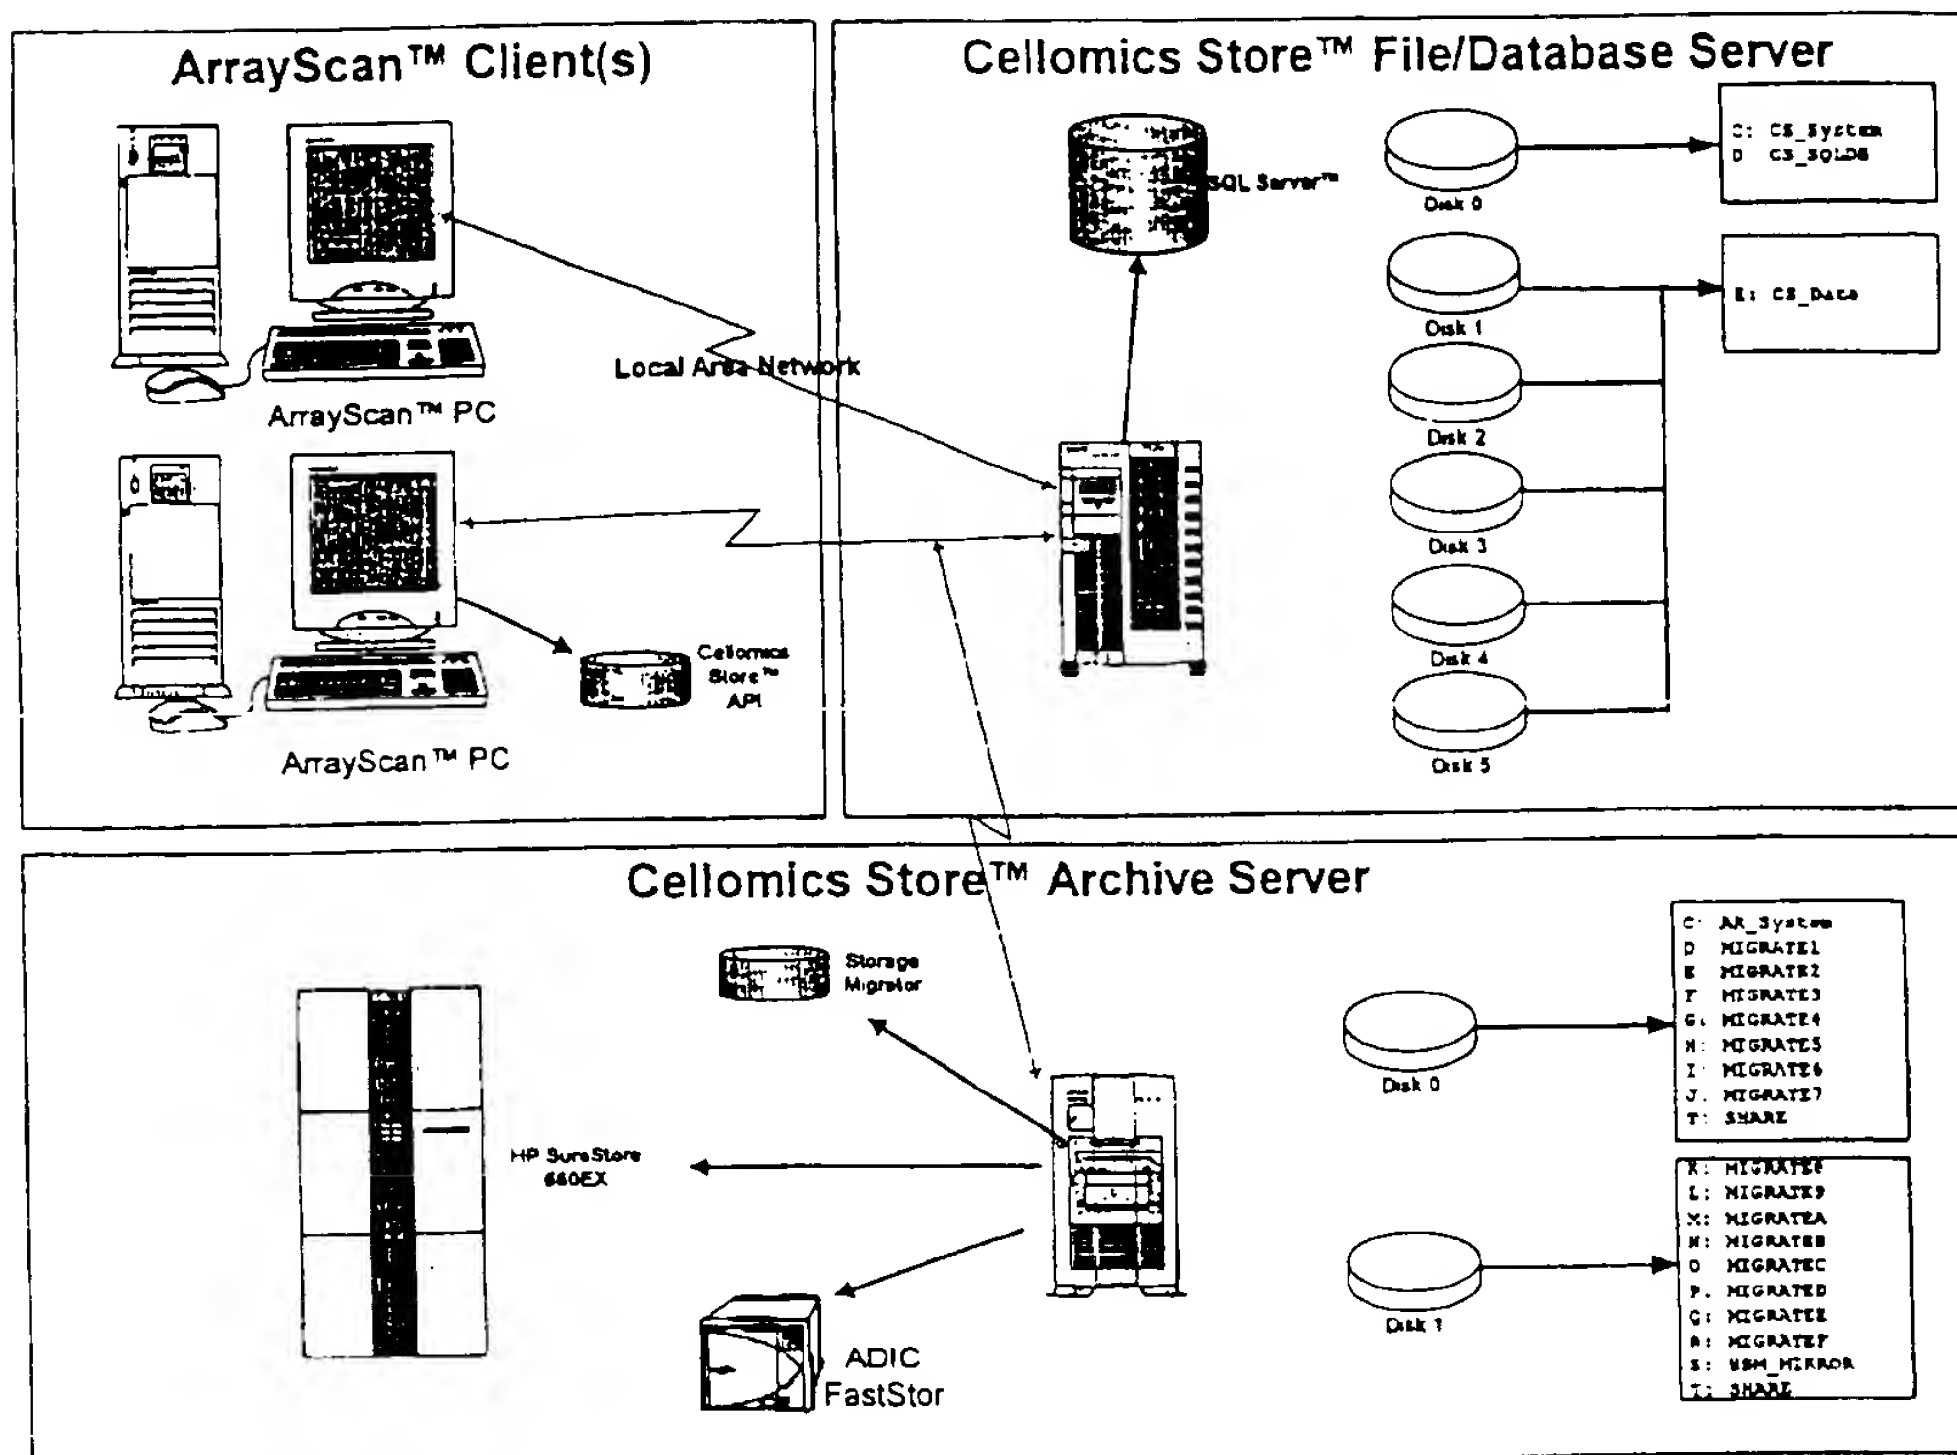 ArrayScan™ Client(s)
ArrayScan™ PC
Local Area Network
Cellomics
Store™
API
ArrayScan™ PC
Cellomics Store™ File/Database Server
SQL Server™
Disk 0
C: CS_System
D CS_SQLDB
Disk 1
E: CS_Data
Disk 2
Disk 3
Disk 4
Disk 5
Cellomics Store™ Archive Server
Storage
Migrator
HP SureStore
660EX
ADIC
FastStor
Disk 0
C: AR_System
D MIGRATE1
E MIGRATE2
F MIGRATE3
G. MIGRATE4
H: MIGRATE5
I: MIGRATE6
J. MIGRATE7
T: SHARE
Disk 1
K: MIGRATE8
L: MIGRATE9
M: MIGRATEA
N: MIGRATEB
O MIGRATEC
P. MIGRATED
Q: MIGRATEE
R: MIGRATEF
S: HSM_MIRROR
T: SHARE